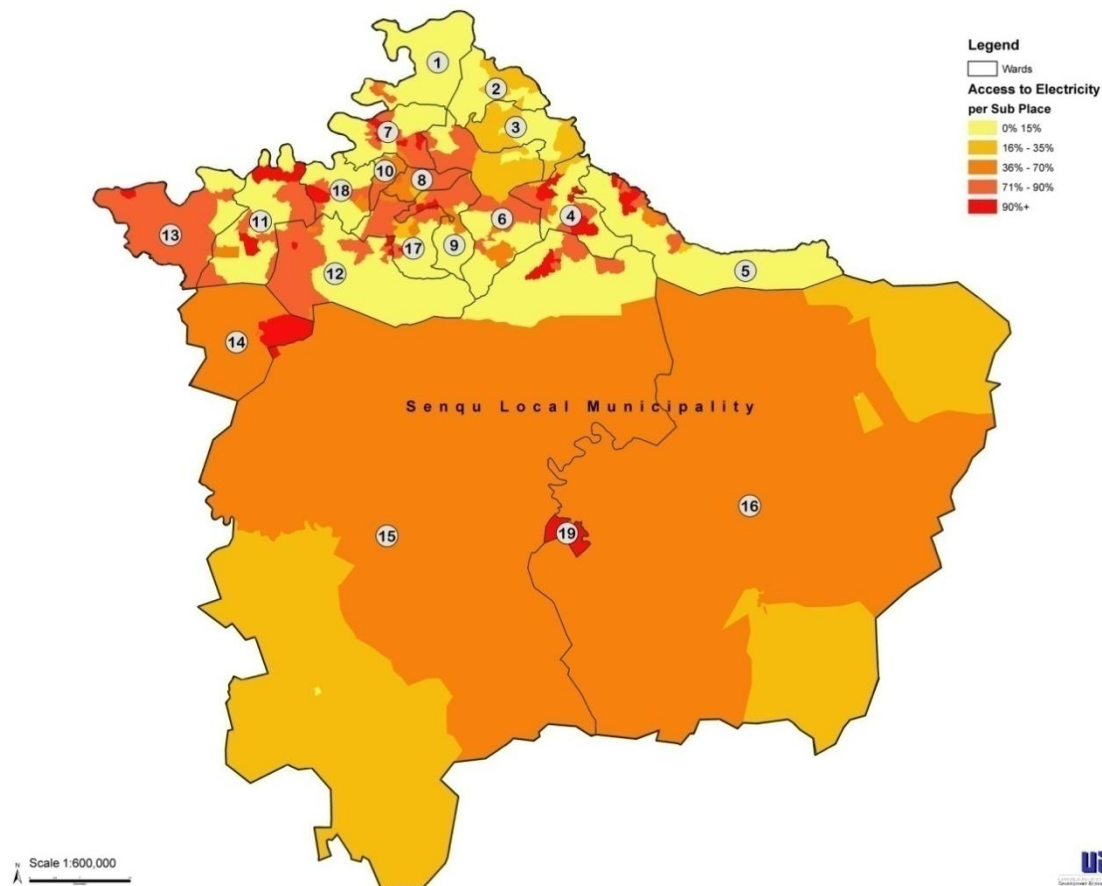 Legend
Wards
Access to Electricity
per Sub Place
0% 15%
16% - 35%
36% - 70%
71% - 90%
90%+
1
2
3
7
10
8
18
4
6
11
13
17
9
12
5
14
Senqu Local Municipality
16
19
15
N
Scale 1:600,000